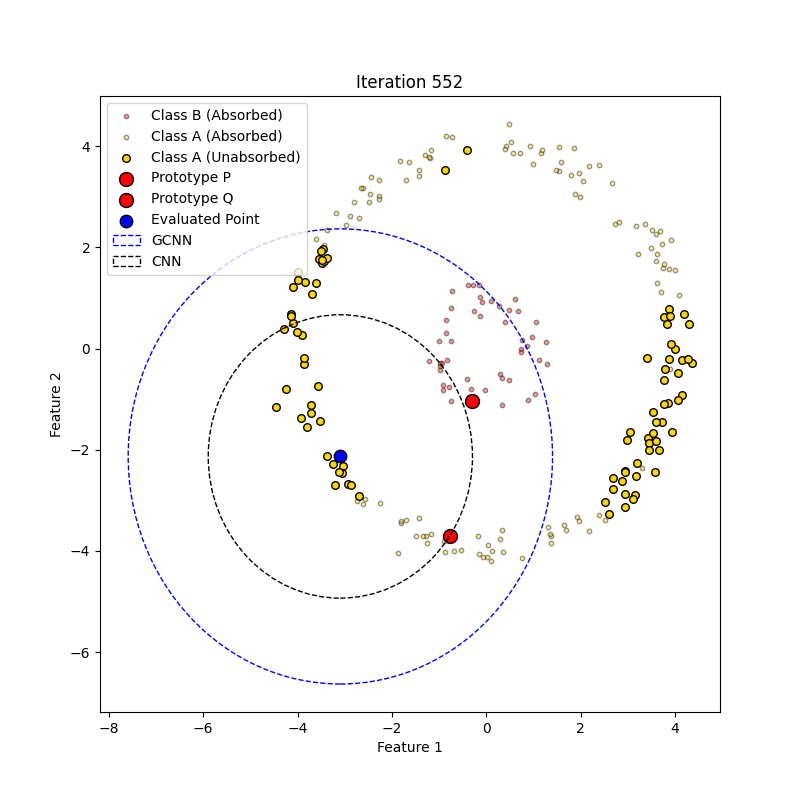 Iteration 552
Class B (Absorbed)
Class A (Absorbed)
Class A (Unabsorbed)
Prototype P
Prototype Q
Evaluated Point
GCNN
CNN
4
2
0
−2
−4
−6
Feature 2
−8 −6 −4 −2 0 2 4
Feature 1